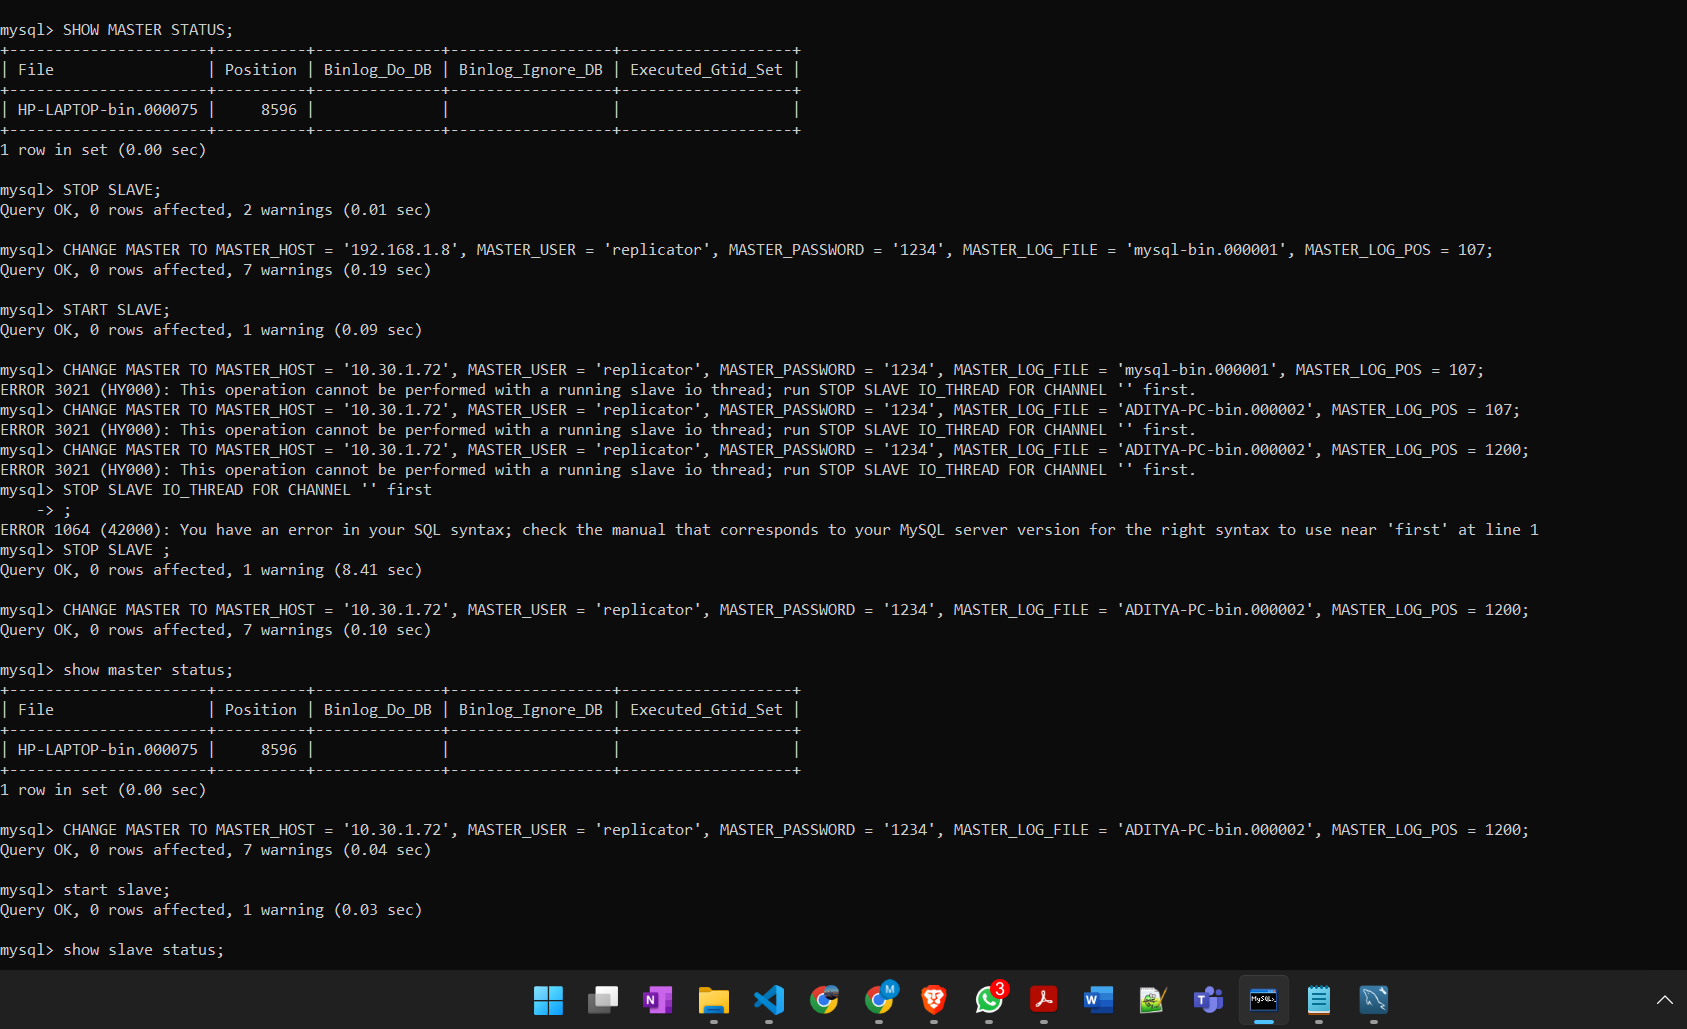 mysql> SHOW MASTER STATUS;
+----------------------+----------+--------------+------------------+-------------------+
| File                 | Position | Binlog_Do_DB | Binlog_Ignore_DB | Executed_Gtid_Set |
+----------------------+----------+--------------+------------------+-------------------+
| HP-LAPTOP-bin.000075 |     8596 |              |                  |                   |
+----------------------+----------+--------------+------------------+-------------------+
1 row in set (0.00 sec)
mysql> STOP SLAVE;
Query OK, 0 rows affected, 2 warnings (0.01 sec)
mysql> CHANGE MASTER TO MASTER_HOST = '192.168.1.8', MASTER_USER = 'replicator', MASTER_PASSWORD = '1234', MASTER_LOG_FILE = 'mysql-bin.000001', MASTER_LOG_POS = 107;
Query OK, 0 rows affected, 7 warnings (0.19 sec)
mysql> START SLAVE;
Query OK, 0 rows affected, 1 warning (0.09 sec)
mysql> CHANGE MASTER TO MASTER_HOST = '10.30.1.72', MASTER_USER = 'replicator', MASTER_PASSWORD = '1234', MASTER_LOG_FILE = 'mysql-bin.000001', MASTER_LOG_POS = 107;
ERROR 3021 (HY000): This operation cannot be performed with a running slave io thread; run STOP SLAVE IO_THREAD FOR CHANNEL '' first.
mysql> CHANGE MASTER TO MASTER_HOST = '10.30.1.72', MASTER_USER = 'replicator', MASTER_PASSWORD = '1234', MASTER_LOG_FILE = 'ADITYA-PC-bin.000002', MASTER_LOG_POS = 107;
ERROR 3021 (HY000): This operation cannot be performed with a running slave io thread; run STOP SLAVE IO_THREAD FOR CHANNEL '' first.
mysql> CHANGE MASTER TO MASTER_HOST = '10.30.1.72', MASTER_USER = 'replicator', MASTER_PASSWORD = '1234', MASTER_LOG_FILE = 'ADITYA-PC-bin.000002', MASTER_LOG_POS = 1200;
ERROR 3021 (HY000): This operation cannot be performed with a running slave io thread; run STOP SLAVE IO_THREAD FOR CHANNEL '' first.
mysql> STOP SLAVE IO_THREAD FOR CHANNEL '' first
    -> ;
ERROR 1064 (42000): You have an error in your SQL syntax; check the manual that corresponds to your MySQL server version for the right syntax to use near 'first' at line 1
mysql> STOP SLAVE ;
Query OK, 0 rows affected, 1 warning (8.41 sec)
mysql> CHANGE MASTER TO MASTER_HOST = '10.30.1.72', MASTER_USER = 'replicator', MASTER_PASSWORD = '1234', MASTER_LOG_FILE = 'ADITYA-PC-bin.000002', MASTER_LOG_POS = 1200;
Query OK, 0 rows affected, 7 warnings (0.10 sec)
mysql> show master status;
+----------------------+----------+--------------+------------------+-------------------+
| File                 | Position | Binlog_Do_DB | Binlog_Ignore_DB | Executed_Gtid_Set |
+----------------------+----------+--------------+------------------+-------------------+
| HP-LAPTOP-bin.000075 |     8596 |              |                  |                   |
+----------------------+----------+--------------+------------------+-------------------+
1 row in set (0.00 sec)
mysql> CHANGE MASTER TO MASTER_HOST = '10.30.1.72', MASTER_USER = 'replicator', MASTER_PASSWORD = '1234', MASTER_LOG_FILE = 'ADITYA-PC-bin.000002', MASTER_LOG_POS = 1200;
Query OK, 0 rows affected, 7 warnings (0.04 sec)
mysql> start slave;
Query OK, 0 rows affected, 1 warning (0.03 sec)
mysql> show slave status;
N M 3 W T MySQL>